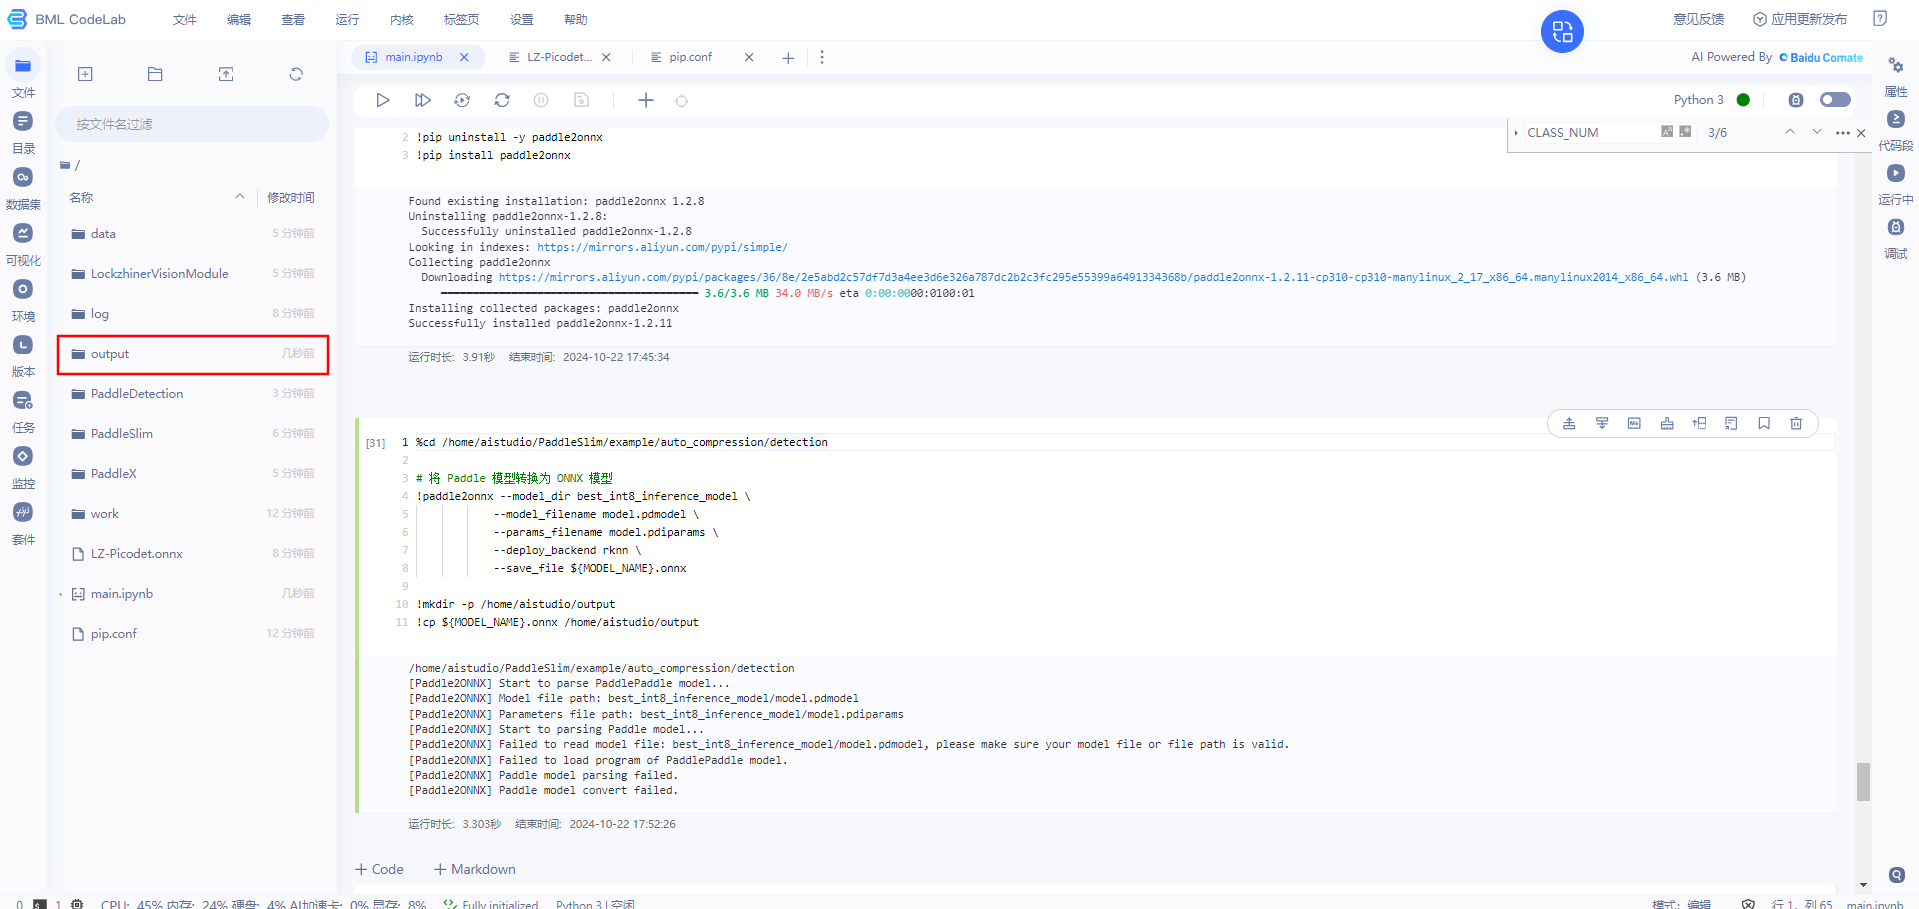 BML CodeLab
文件 编辑 查看 运行 内核 标签页 设置 帮助
意见反馈 应用更新发布
main.ipynb LZ-Picodet... pip.conf
AI Powered By Baidu Comate
文件
目录
数据集
可视化
环境
版本
任务
监控
套件
按文件名过滤
/
名称 修改时间
data 5 分钟前
LockzhinerVisionModule 5 分钟前
log 8 分钟前
output 几秒前
PaddleDetection 3 分钟前
PaddleSlim 6 分钟前
PaddleX 5 分钟前
work 12 分钟前
LZ-Picodet.onnx 8 分钟前
main.ipynb 几秒前
pip.conf 12 分钟前
Python 3
CLASS_NUM 3/6
属性
代码段
运行中
调试
2 !pip uninstall -y paddle2onnx
3 !pip install paddle2onnx
Found existing installation: paddle2onnx 1.2.8
Uninstalling paddle2onnx-1.2.8:
Successfully uninstalled paddle2onnx-1.2.8
Looking in indexes: https://mirrors.aliyun.com/pypi/simple/
Collecting paddle2onnx
Downloading https://mirrors.aliyun.com/pypi/packages/36/8e/2e5abd2c57df7d3a4ee3d6e326a787dc2b2c3fc295e55399a6491334368b/paddle2onnx-1.2.11-cp310-cp310-manylinux_2_17_x86_64.manylinux2014_x86_64.whl (3.6 MB)
3.6/3.6 MB 34.0 MB/s eta 0:00:0000:0100:01
Installing collected packages: paddle2onnx
Successfully installed paddle2onnx-1.2.11
运行时长: 3.91秒 结束时间: 2024-10-22 17:45:34
[31] 1 %cd /home/aistudio/PaddleSlim/example/auto_compression/detection
2
3 # 将 Paddle 模型转换为 ONNX 模型
4 !paddle2onnx --model_dir best_int8_inference_model \
5 --model_filename model.pdmodel \
6 --params_filename model.pdiparams \
7 --deploy_backend rknn \
8 --save_file ${MODEL_NAME}.onnx
9
10 !mkdir -p /home/aistudio/output
11 !cp ${MODEL_NAME}.onnx /home/aistudio/output
/home/aistudio/PaddleSlim/example/auto_compression/detection
[Paddle2ONNX] Start to parse PaddlePaddle model...
[Paddle2ONNX] Model file path: best_int8_inference_model/model.pdmodel
[Paddle2ONNX] Parameters file path: best_int8_inference_model/model.pdiparams
[Paddle2ONNX] Start to parsing Paddle model...
[Paddle2ONNX] Failed to read model file: best_int8_inference_model/model.pdmodel, please make sure your model file or file path is valid.
[Paddle2ONNX] Failed to load program of PaddlePaddle model.
[Paddle2ONNX] Paddle model parsing failed.
[Paddle2ONNX] Paddle model convert failed.
运行时长: 3.303秒 结束时间: 2024-10-22 17:52:26
+ Code + Markdown
0 1 CPU: 45% 内存: 24% 硬盘: 4% AI加速卡: 0% 显存: 8% Fully initialized Python 3 | 空闲 模式: 编辑 行 1, 列 65 main.ipynb